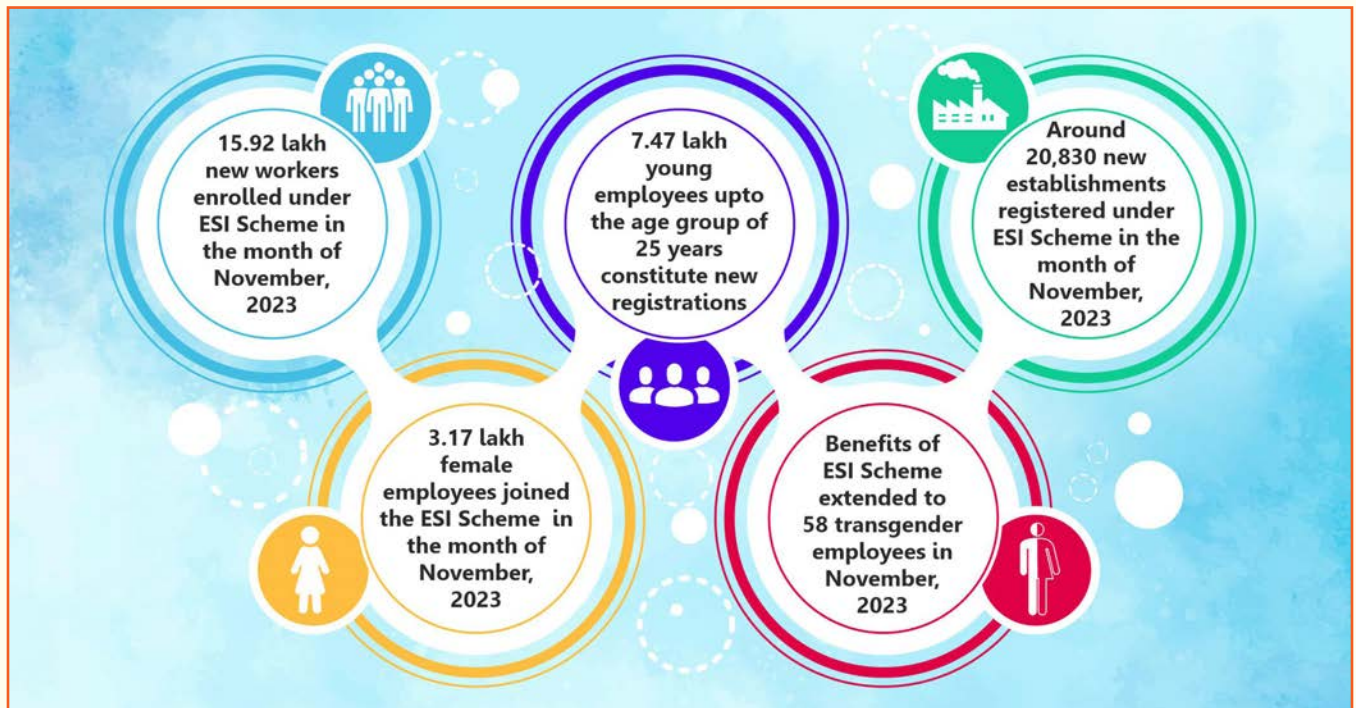 15.92 lakh
new workers
enrolled under
ESI Scheme in
the month of
November,
2023
7.47 lakh
young
employees upto
the age group of
25 years
constitute new
registrations
Around
20,830 new
establishments
registered under
ESI Scheme in the
month of
November,
2023
3.17 lakh
female
employees joined
the ESI Scheme in
the month of
November,
2023
Benefits of
ESI Scheme
extended to
58 transgender
employees in
November,
2023